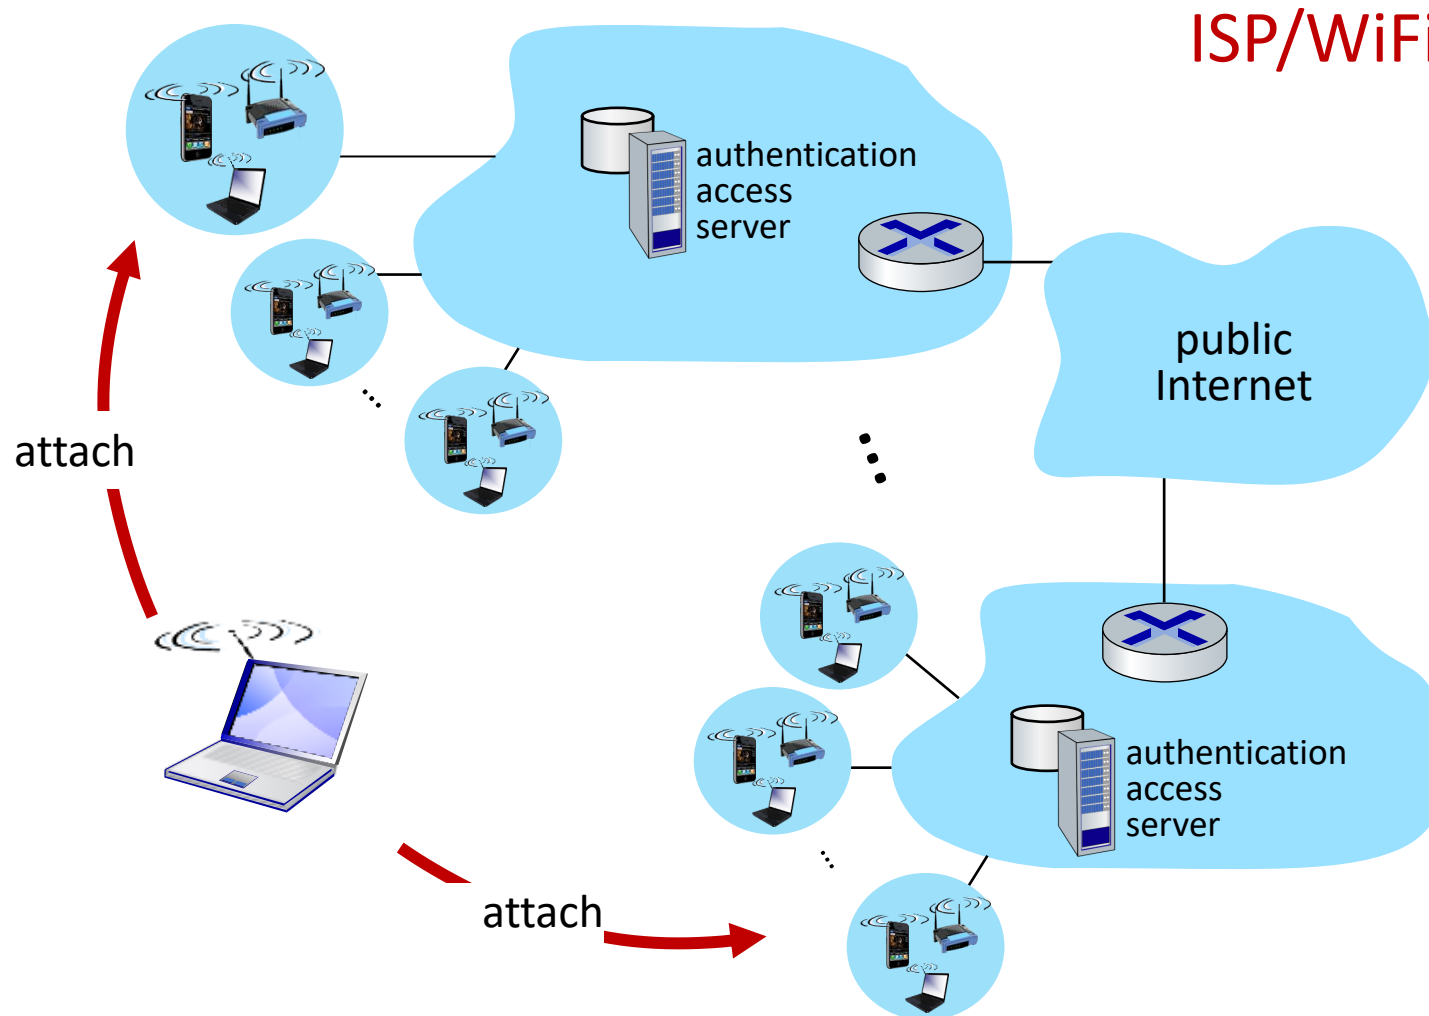 ISP/WiFi
authentication
access
server
public
Internet
attach
authentication
access
server
attach